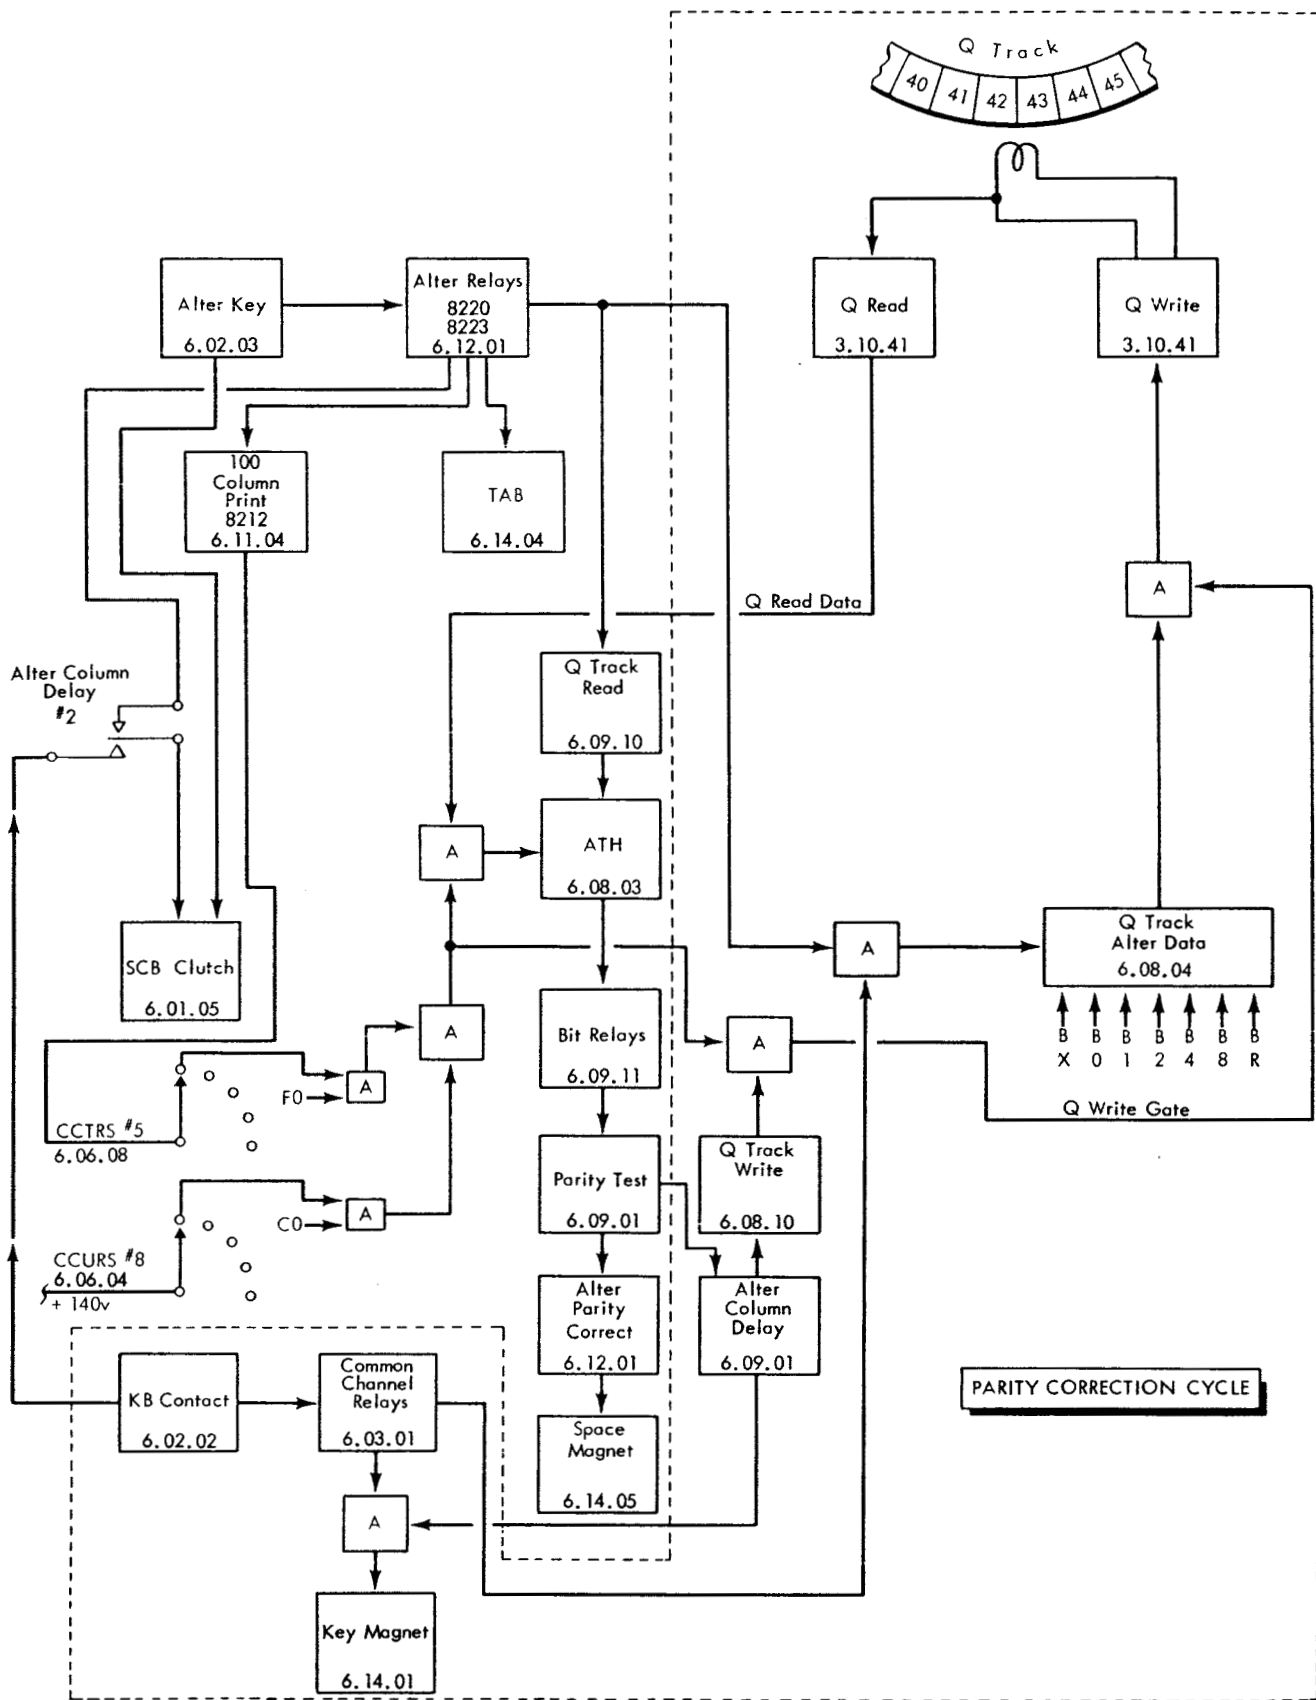 Q Track
40 41 42 43 44 45
Alter Key
6.02.03
Alter Relays
8220
8223
6.12.01
Q Read
3.10.41
Q Write
3.10.41
100
Column
Print
8212
6.11.04
TAB
6.14.04
A
Q Read Data
Q Track
Read
6.09.10
Alter Column
Delay
#2
A
ATH
6.08.03
SCB Clutch
6.01.05
A
Q Track
Alter Data
6.08.04
B B B B B B B
X 0 1 2 4 8 R
A
Bit Relays
6.09.11
A
A
F0
CCTRS #5
6.06.08
Q Write Gate
Parity Test
6.09.01
Q Track
Write
6.08.10
A
C0
CCURS #8
6.06.04
+ 140v
Alter
Parity
Correct
6.12.01
Alter
Column
Delay
6.09.01
KB Contact
6.02.02
Common
Channel
Relays
6.03.01
PARITY CORRECTION CYCLE
Space
Magnet
6.14.05
A
Key Magnet
6.14.01